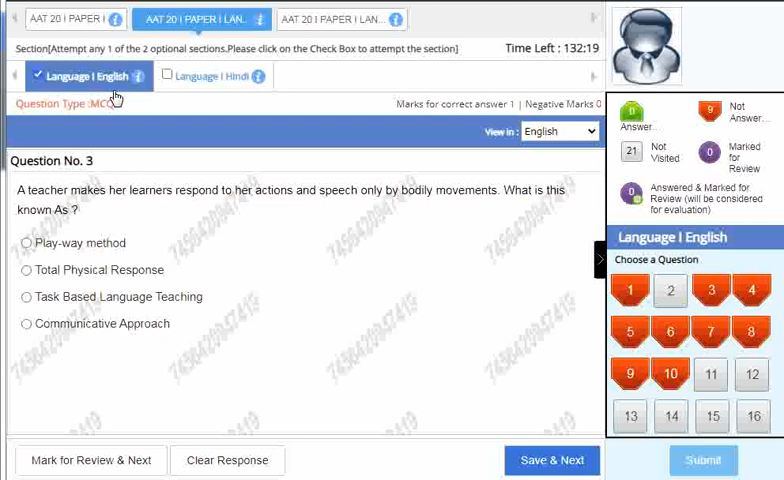 AAT 20 I PAPER I
AAT 20 I PAPER I LAN..
AAT 20 I PAPER I LAN...
Section[Attempt any 1 of the 2 optional sections.Please click on the Check Box to attempt the section]
Time Left : 132:19
Language I English
Language I Hindi
Question Type :MCQ
Marks for correct answer 1 | Negative Marks 0
View in :
English
Question No. 3
A teacher makes her learners respond to her actions and speech only by bodily movements. What is this
known As ?
Play-way method
Total Physical Response
Task Based Language Teaching
Communicative Approach
Mark for Review & Next
Clear Response
Save & Next
0
Answer...
9
Not
Answer...
21
Not
Visited
0
Marked
for
Review
0
Answered & Marked for
Review (will be considered
for evaluation)
Language I English
Choose a Question
1 2 3 4
5 6 7 8
9 10 11 12
13 14 15 16
Submit